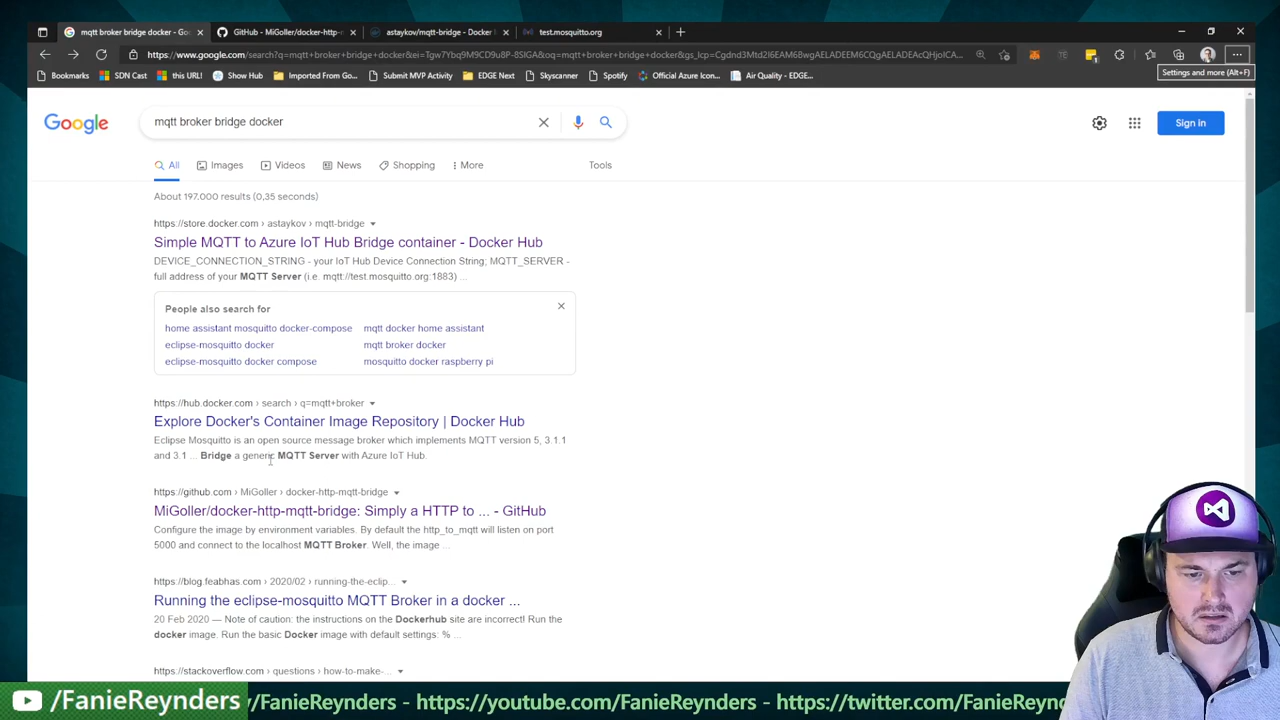 mqtt broker bridge docker - Goo
GitHub - MiGoller/docker-http-
astaykov/mqtt-bridge - Docker
test.mosquitto.org
https://www.google.com/search?q=mqtt+broker+bridge+docker
Settings and more (Alt+F)
Bookmarks
SDN Cast
this URL!
Show Hub
Imported From Go...
Submit MVP Activity
EDGE Next
Skyscanner
Spotify
Official Azure Icon...
Air Quality - EDGE...
Google
mqtt broker bridge docker
Sign in
All
Images
Videos
News
Shopping
More
Tools
About 197.000 results (0,35 seconds)
https://store.docker.com › astaykov › mqtt-bridge
Simple MQTT to Azure IoT Hub Bridge container - Docker Hub
DEVICE_CONNECTION_STRING - your IoT Hub Device Connection String; MQTT_SERVER -
full address of your MQTT Server (i.e. mqtt://test.mosquitto.org:1883) ...
People also search for
home assistant mosquitto docker-compose
mqtt docker home assistant
eclipse-mosquitto docker
mqtt broker docker
eclipse-mosquitto docker compose
mosquitto docker raspberry pi
https://hub.docker.com › search › q=mqtt+broker
Explore Docker's Container Image Repository | Docker Hub
Eclipse Mosquitto is an open source message broker which implements MQTT version 5, 3.1.1
and 3.1 ... Bridge a generic MQTT Server with Azure IoT Hub.
https://github.com › MiGoller › docker-http-mqtt-bridge
MiGoller/docker-http-mqtt-bridge: Simply a HTTP to ... - GitHub
Configure the image by environment variables. By default the http_to_mqtt will listen on port
5000 and connect to the localhost MQTT Broker. Well, the image ...
https://blog.feabhas.com › 2020/02 › running-the-eclip...
Running the eclipse-mosquitto MQTT Broker in a docker ...
20 Feb 2020 — Note of caution: the instructions on the Dockerhub site are incorrect! Run the
docker image. Run the basic Docker image with default settings: % ...
https://stackoverflow.com › questions › how-to-make-...
/FanieReynders
/FanieReynders - https://youtube.com/FanieReynders - https://twitter.com/FanieReyn